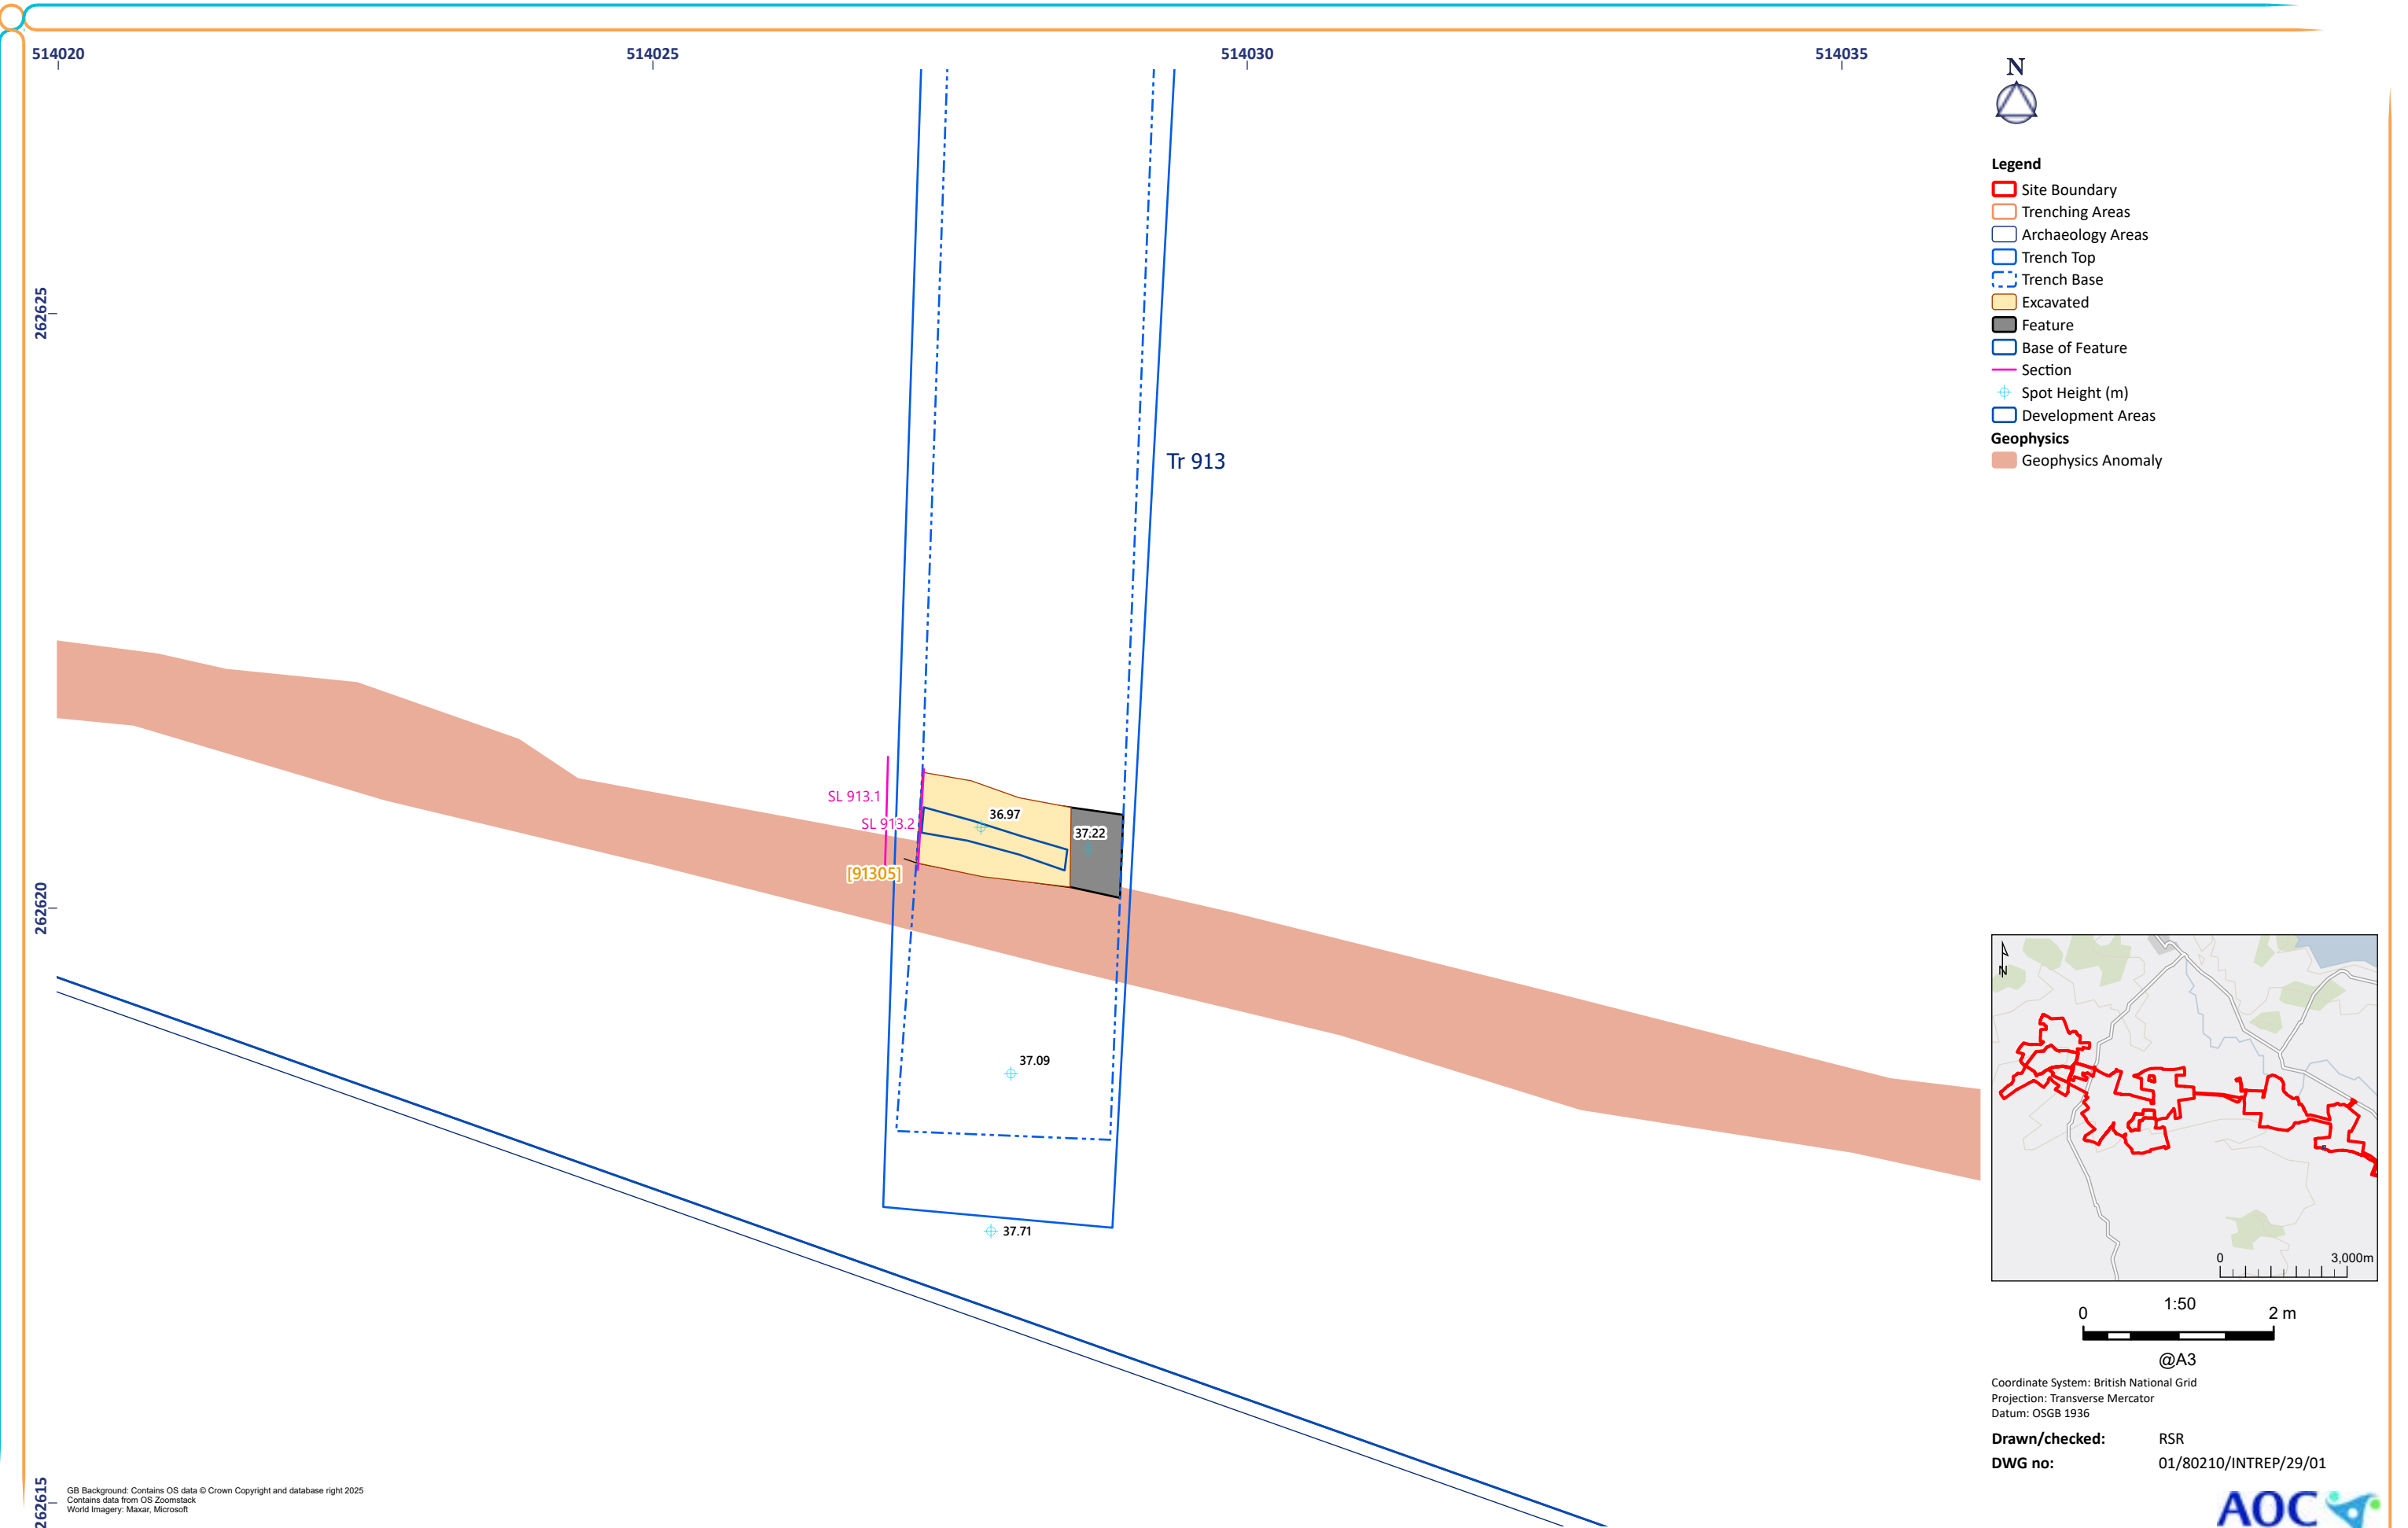 514020
514025
514030
514035
N
Legend
Site Boundary
Trenching Areas
Archaeology Areas
Trench Top
Trench Base
Excavated
Feature
Base of Feature
Section
Spot Height (m)
Development Areas
Geophysics
Geophysics Anomaly
262625
Tr 913
SL 913.1
SL 913.2
36.97
37.22
[91305]
262620
37.09
37.71
N
0 3,000m
1:50
0 2 m
@A3
Coordinate System: British National Grid
Projection: Transverse Mercator
Datum: OSGB 1936
Drawn/checked: RSR
DWG no: 01/80210/INTREP/29/01
262615
GB Background: Contains OS data © Crown Copyright and database right 2025
Contains data from OS Zoomstack
World Imagery: Maxar, Microsoft
AOC